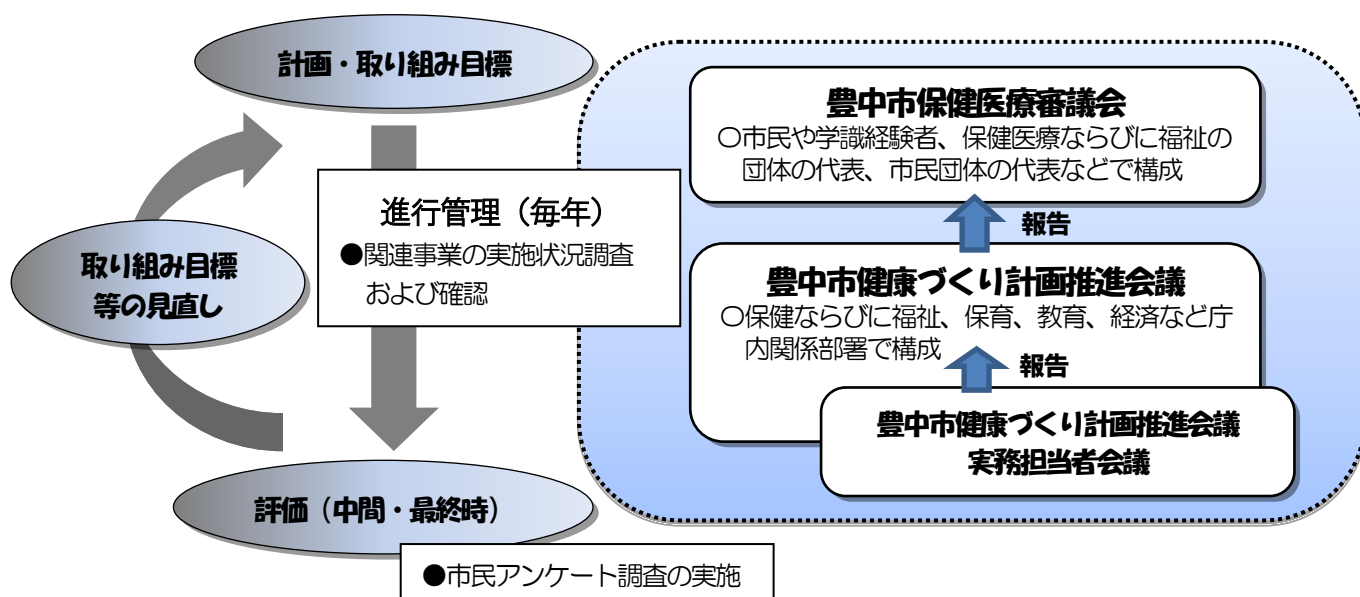 計画・取り組み目標
進行管理（毎年）
●関連事業の実施状況調査
および確認
取り組み目標
等の見直し
評価（中間・最終時）
●市民アンケート調査の実施
豊中市保健医療審議会
○市民や学識経験者、保健医療ならびに福祉の
団体の代表、市民団体の代表などで構成
報告
豊中市健康づくり計画推進会議
○保健ならびに福祉、保育、教育、経済など庁
内関係部署で構成
報告
豊中市健康づくり計画推進会議
実務担当者会議